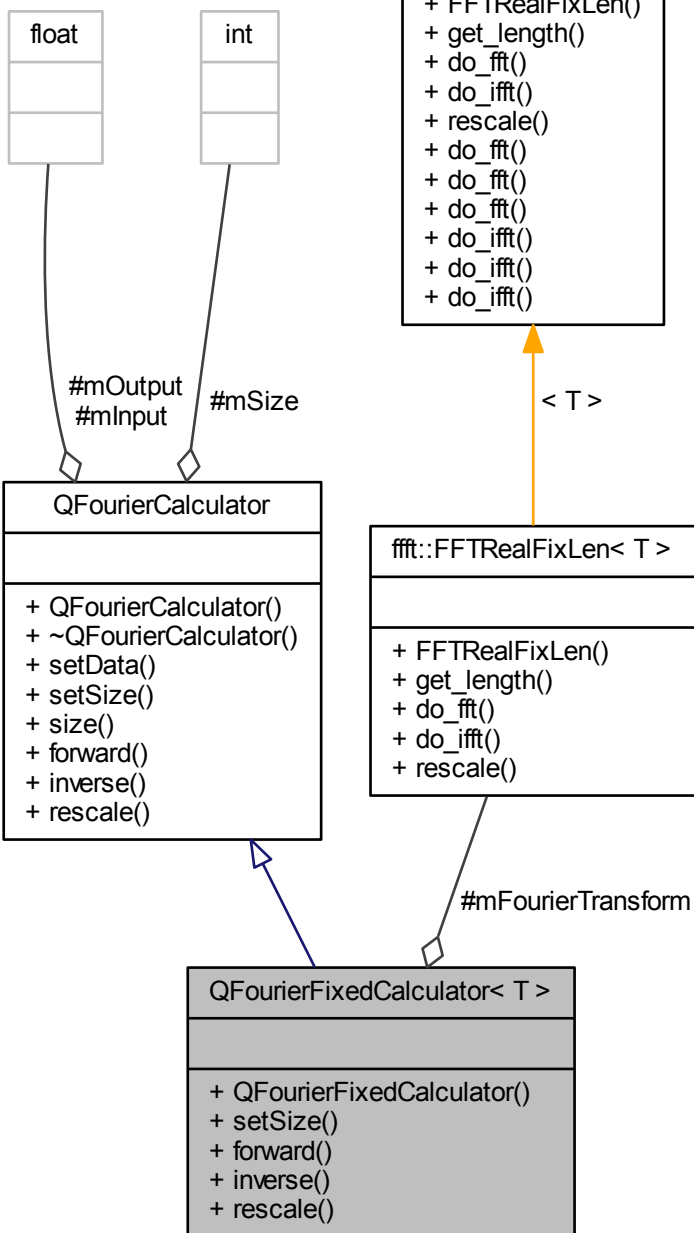 float
int
+ FFTRealFixLen()
+ get_length()
+ do_fft()
+ do_ifft()
+ rescale()
+ do_fft()
+ do_fft()
+ do_fft()
+ do_ifft()
+ do_ifft()
+ do_ifft()
#mOutput
#mInput
#mSize
< T >
QFourierCalculator
+ QFourierCalculator()
+ ~QFourierCalculator()
+ setData()
+ setSize()
+ size()
+ forward()
+ inverse()
+ rescale()
ffft::FFTRealFixLen< T >
+ FFTRealFixLen()
+ get_length()
+ do_fft()
+ do_ifft()
+ rescale()
#mFourierTransform
QFourierFixedCalculator< T >
+ QFourierFixedCalculator()
+ setSize()
+ forward()
+ inverse()
+ rescale()